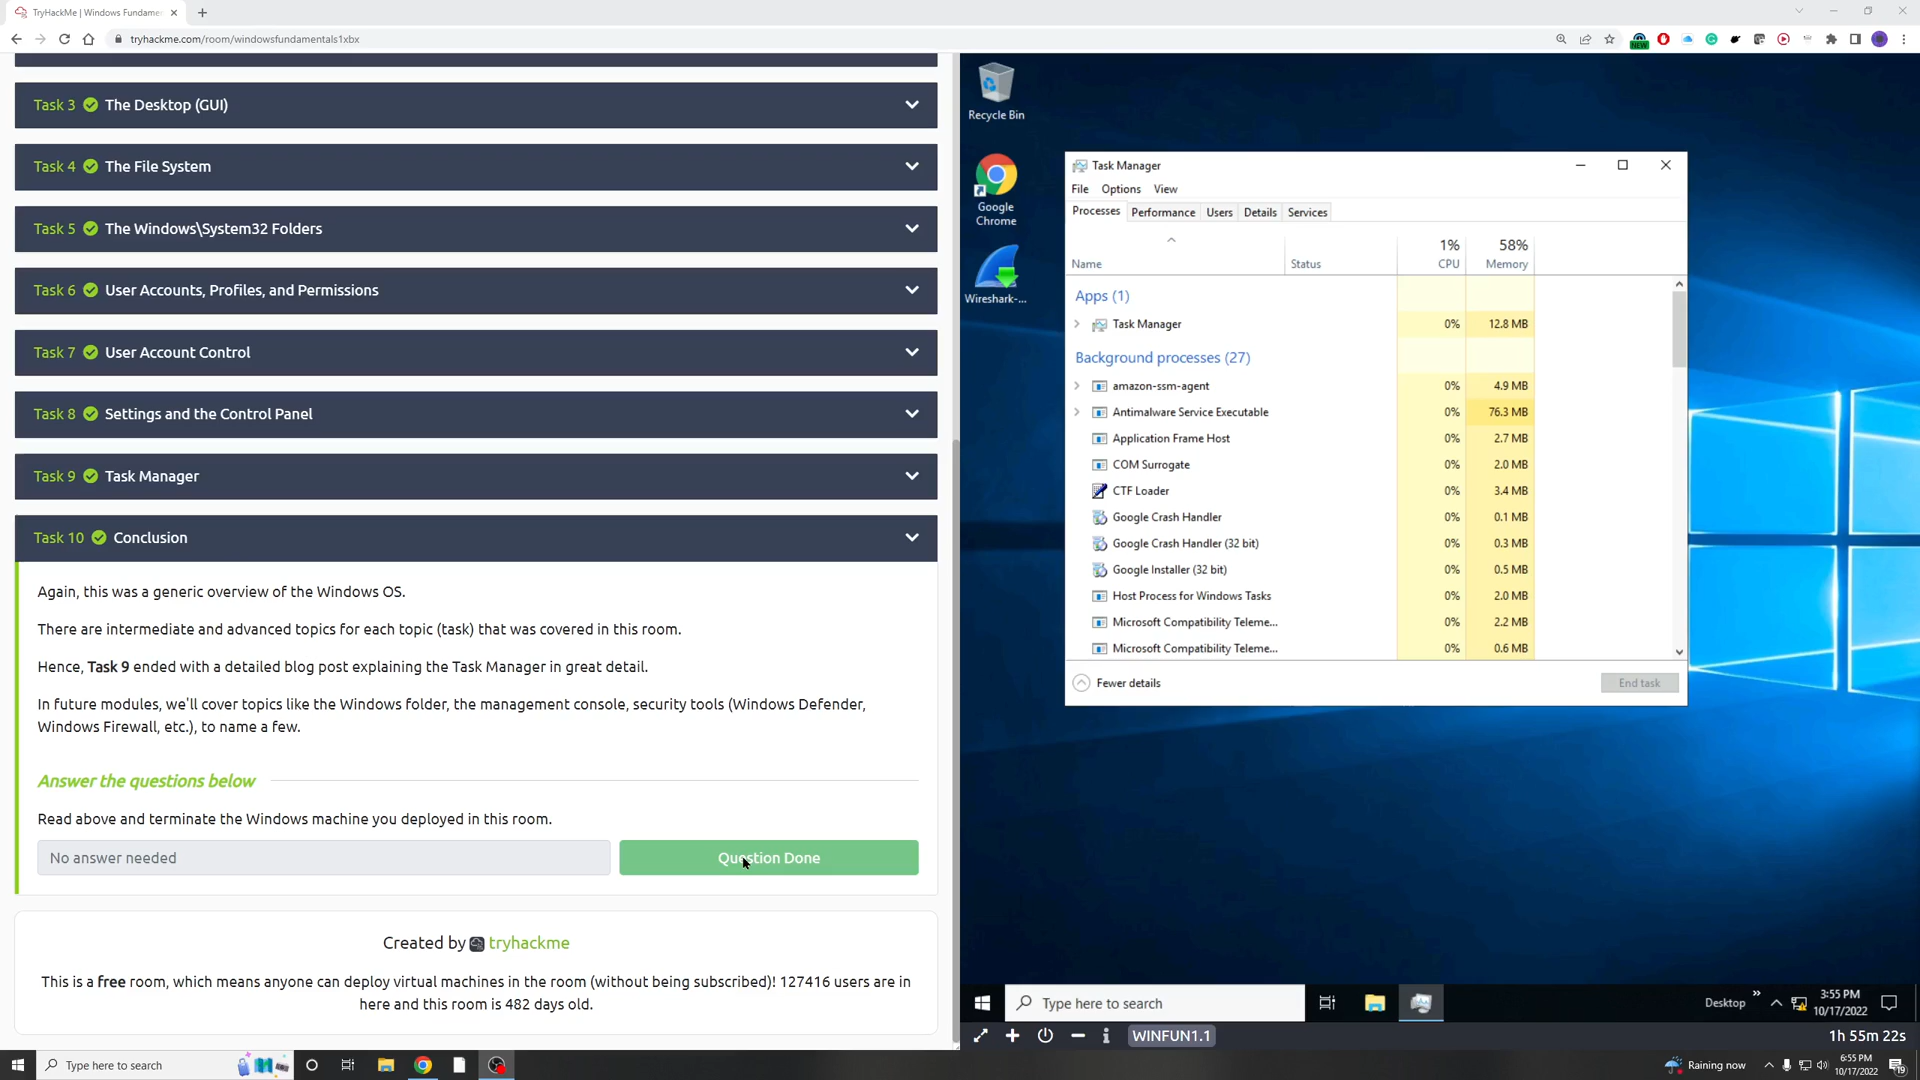 TryHackMe | Windows Fundame
tryhackme.com/room/windowsfundamentals1xbx
NEW
Task 3 The Desktop (GUI)
Task 4 The File System
Task 5 The Windows\System32 Folders
Task 6 User Accounts, Profiles, and Permissions
Task 7 User Account Control
Task 8 Settings and the Control Panel
Task 9 Task Manager
Task 10 Conclusion
Again, this was a generic overview of the Windows OS.
There are intermediate and advanced topics for each topic (task) that was covered in this room.
Hence, Task 9 ended with a detailed blog post explaining the Task Manager in great detail.
In future modules, we'll cover topics like the Windows folder, the management console, security tools (Windows Defender,
Windows Firewall, etc.), to name a few.
Answer the questions below
Read above and terminate the Windows machine you deployed in this room.
No answer needed
Question Done
Created by tryhackme
This is a free room, which means anyone can deploy virtual machines in the room (without being subscribed)! 127416 users are in
here and this room is 482 days old.
Recycle Bin
Google
Chrome
Wireshark-...
Task Manager
File Options View
Processes Performance Users Details Services
1% 58%
Name Status CPU Memory
Apps (1)
Task Manager 0% 12.8 MB
Background processes (27)
amazon-ssm-agent 0% 4.9 MB
Antimalware Service Executable 0% 76.3 MB
Application Frame Host 0% 2.7 MB
COM Surrogate 0% 2.0 MB
CTF Loader 0% 3.4 MB
Google Crash Handler 0% 0.1 MB
Google Crash Handler (32 bit) 0% 0.3 MB
Google Installer (32 bit) 0% 0.5 MB
Host Process for Windows Tasks 0% 2.0 MB
Microsoft Compatibility Teleme... 0% 2.2 MB
Microsoft Compatibility Teleme... 0% 0.6 MB
Fewer details
End task
Type here to search
Desktop
3:55 PM
10/17/2022
WINFUN1.1
1h 55m 22s
Type here to search
Raining now
6:55 PM
10/17/2022
19